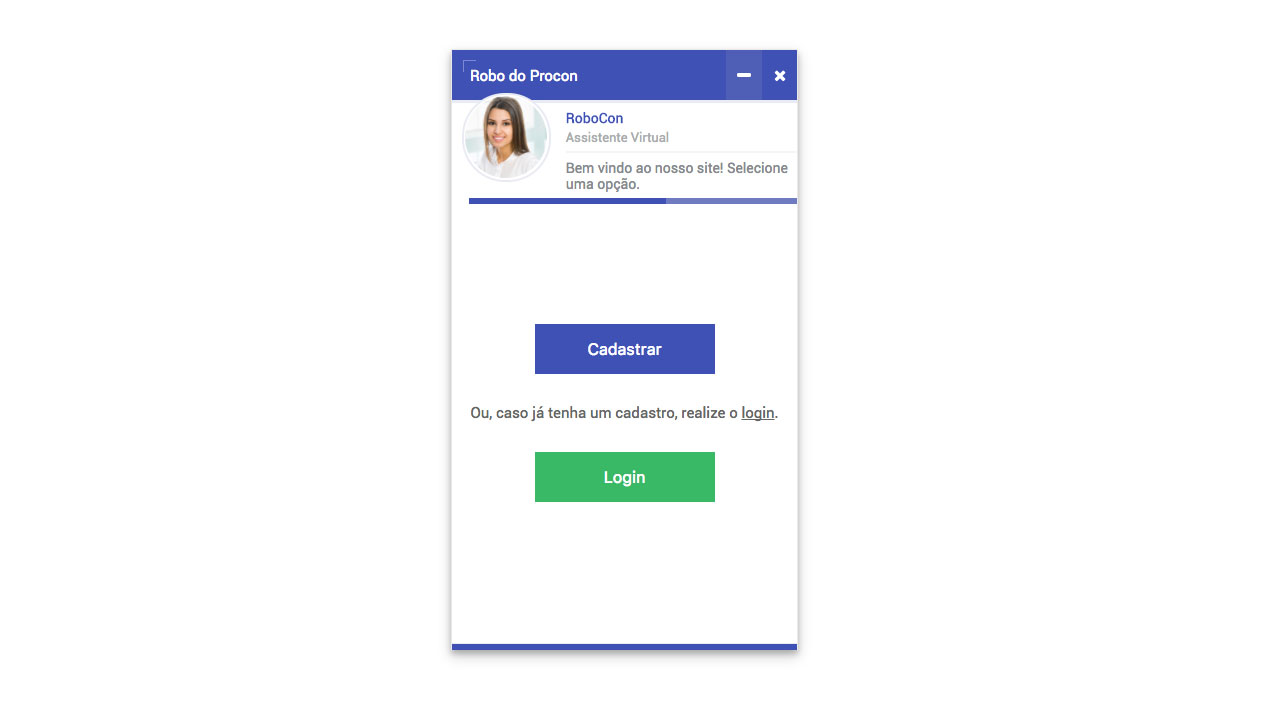 Robo do Procon
RoboCon
Assistente Virtual
Bem vindo ao nosso site! Selecione
uma opção.
Cadastrar
Ou, caso já tenha um cadastro, realize o login.
Login